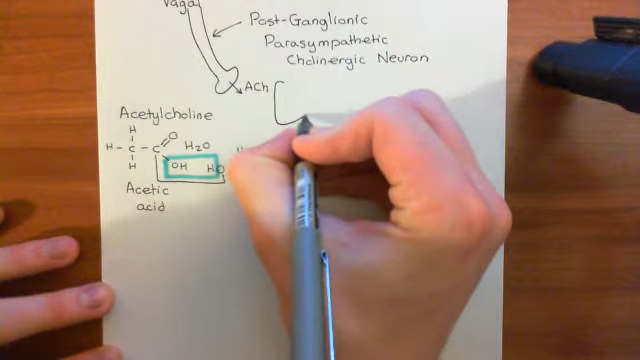 Vagal
Post-Ganglionic
Parasympathetic
Cholinergic Neuron
ACh
Acetylcholine
H O
H - C - C H2O
H OH HO
Acetic
acid